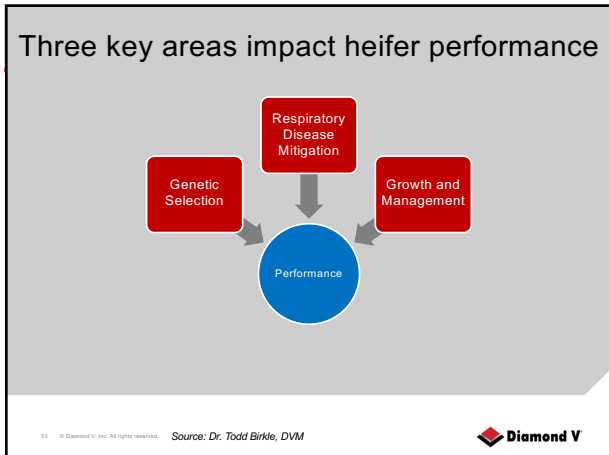 Three key areas impact heifer performance
Respiratory
Disease
Mitigation
Genetic
Selection
Growth and
Management
Performance
53 © Diamond V, Inc. All rights reserved. Source: Dr. Todd Birkle, DVM
Diamond V